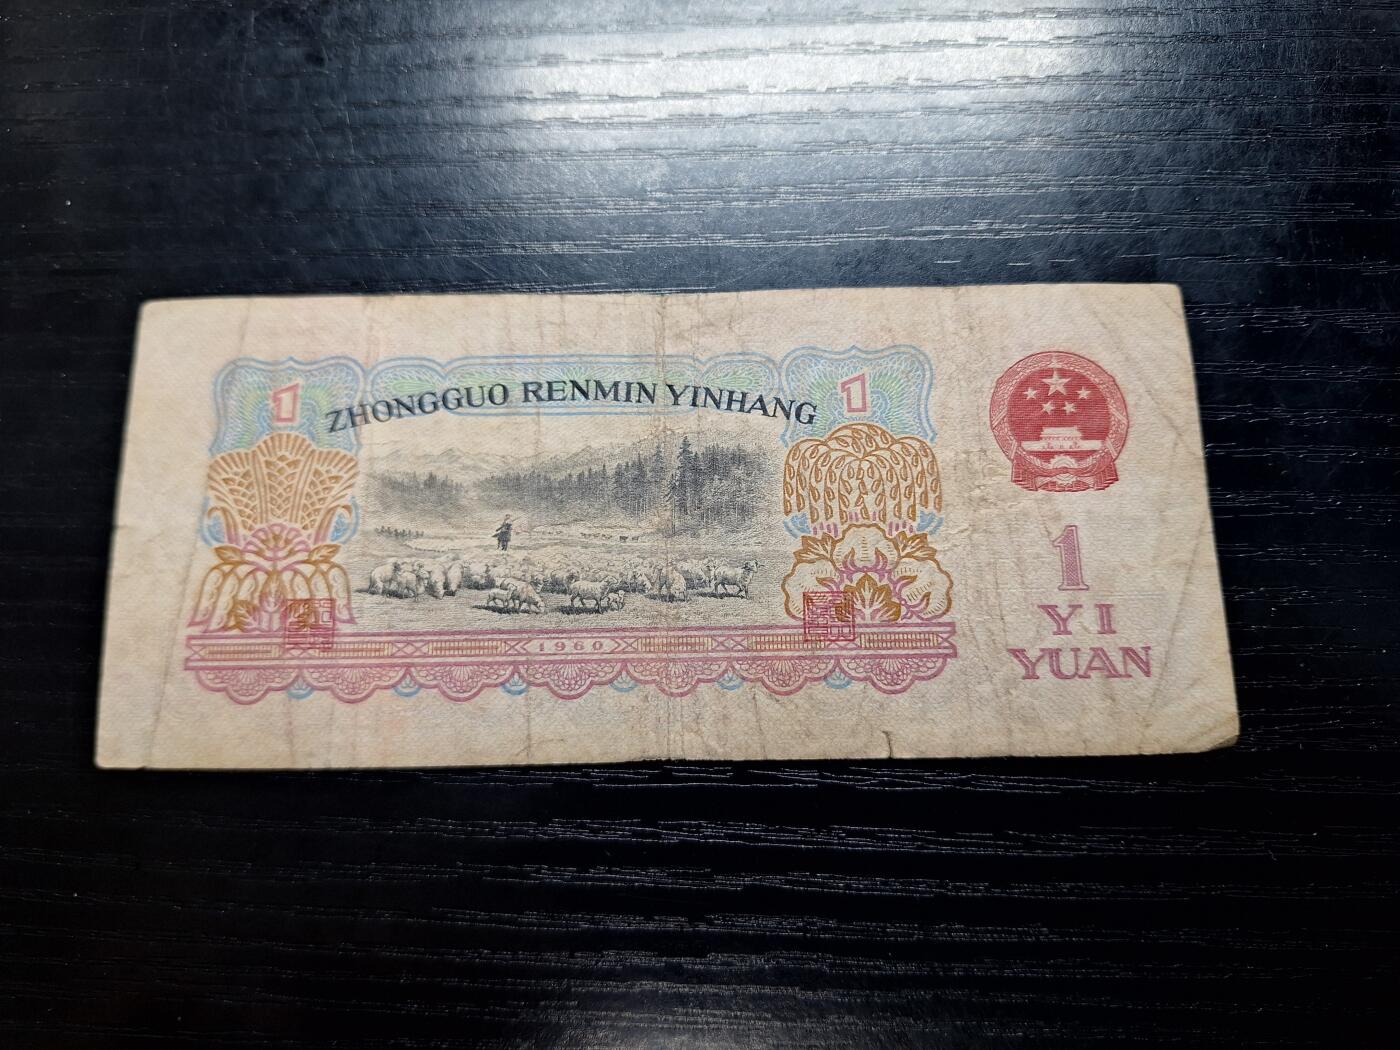 1
1
ZHONGGUO RENMIN YINHANG
1960
1
YI
YUAN